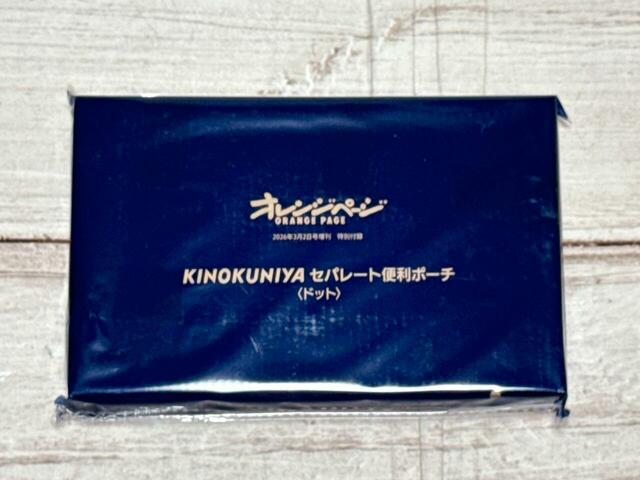 オレンジページ
ORANGE PAGE
2026年3月2日号増刊 特別付録
KINOKUNIYA セパレート便利ポーチ
〈ドット〉